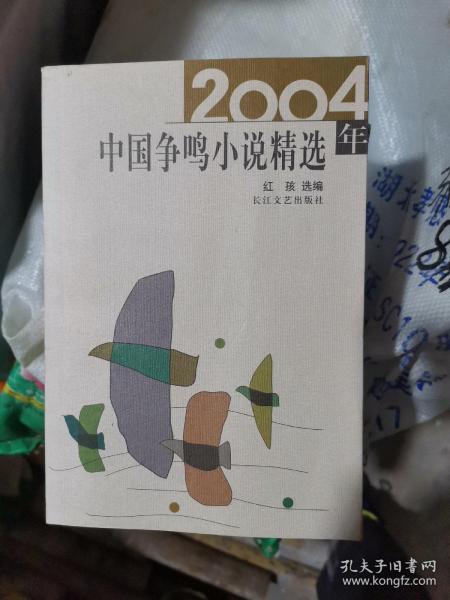 2004
年
中国争鸣小说精选
红 孩 选编
长江文艺出版社
孔夫子旧书网
www.kongfz.com